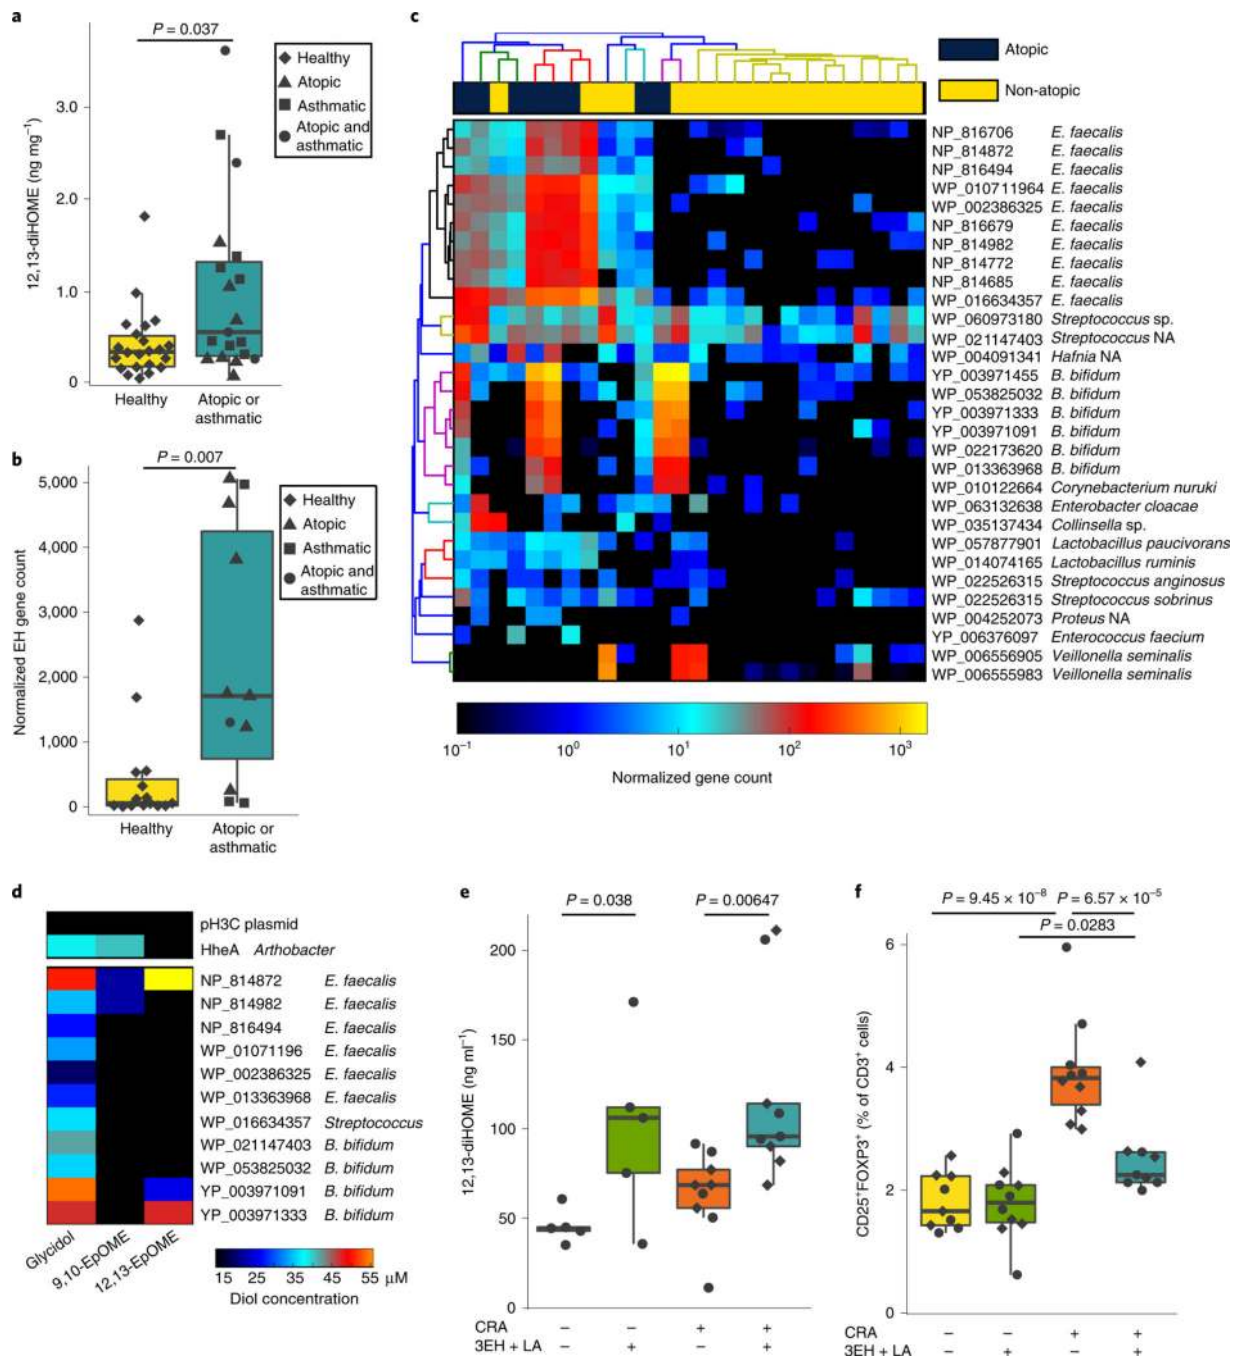 a
P = 0.037
12,13-diHOME (ng mg⁻¹)
3.0
2.0
1.0
0
Healthy
Atopic or
asthmatic
Healthy
Atopic
Asthmatic
Atopic and
asthmatic
b
P = 0.007
Normalized EH gene count
5,000
4,000
3,000
2,000
1,000
0
Healthy
Atopic or
asthmatic
Healthy
Atopic
Asthmatic
Atopic and
asthmatic
c
Atopic
Non-atopic
NP_816706 E. faecalis
NP_814872 E. faecalis
NP_816494 E. faecalis
WP_010711964 E. faecalis
WP_002386325 E. faecalis
NP_816679 E. faecalis
NP_814982 E. faecalis
NP_814772 E. faecalis
NP_814685 E. faecalis
WP_016634357 E. faecalis
WP_060973180 Streptococcus sp.
WP_021147403 Streptococcus NA
WP_004091341 Hafnia NA
YP_003971455 B. bifidum
WP_053825032 B. bifidum
YP_003971333 B. bifidum
YP_003971091 B. bifidum
WP_022173620 B. bifidum
WP_013363968 B. bifidum
WP_010122664 Corynebacterium nuruki
WP_063132638 Enterobacter cloacae
WP_035137434 Collinsella sp.
WP_057877901 Lactobacillus paucivorans
WP_014074165 Lactobacillus ruminis
WP_022526315 Streptococcus anginosus
WP_022526315 Streptococcus sobrinus
WP_004252073 Proteus NA
YP_006376097 Enterococcus faecium
WP_006556905 Veillonella seminalis
WP_006555983 Veillonella seminalis
10⁻¹ 10⁰ 10¹ 10² 10³
Normalized gene count
d
pH3C plasmid
HheA Arthobacter
NP_814872 E. faecalis
NP_814982 E. faecalis
NP_816494 E. faecalis
WP_01071196 E. faecalis
WP_002386325 E. faecalis
WP_013363968 E. faecalis
WP_016634357 Streptococcus
WP_021147403 B. bifidum
WP_053825032 B. bifidum
YP_003971091 B. bifidum
YP_003971333 B. bifidum
Glycidol
9,10-EpOME
12,13-EpOME
15 25 35 45 55 μM
Diol concentration
e
P = 0.038
P = 0.00647
12,13-diHOME (ng ml⁻¹)
200
150
100
50
0
CRA − − + +
3EH + LA − + − +
f
P = 9.45 × 10⁻⁸
P = 6.57 × 10⁻⁵
P = 0.0283
CD25⁺FOXP3⁺ (% of CD3⁺ cells)
6
4
2
0
CRA − − + +
3EH + LA − + − +